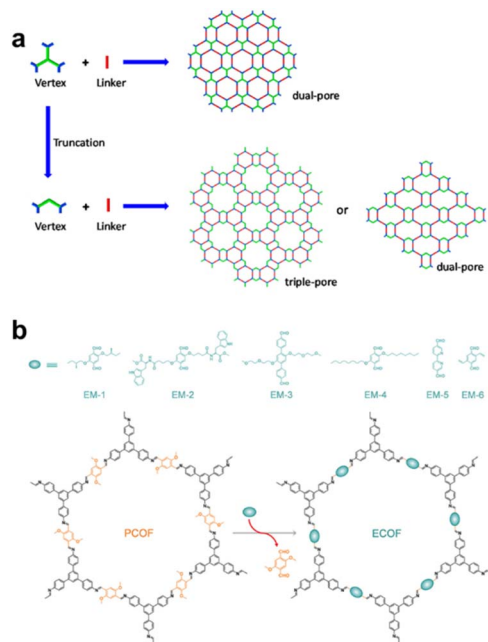 a
Vertex + Linker
dual-pore
Truncation
Vertex + Linker
triple-pore
or
dual-pore
b
EM-1 EM-2 EM-3 EM-4 EM-5 EM-6
PCOF
ECOF